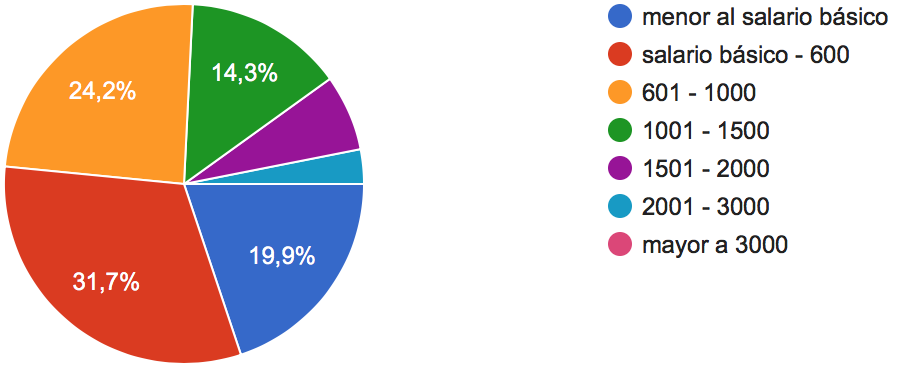 24,2%
14,3%
31,7%
19,9%
menor al salario básico
salario básico - 600
601 - 1000
1001 - 1500
1501 - 2000
2001 - 3000
mayor a 3000